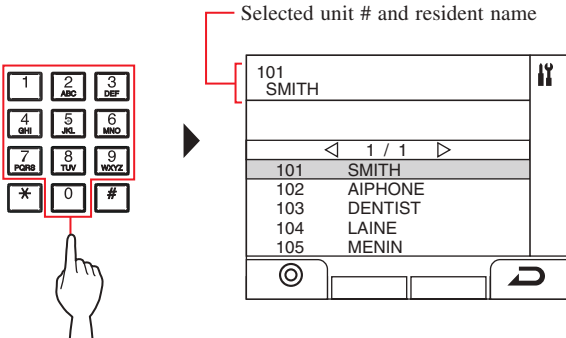 Selected unit # and resident name
1 2 3
ABC DEF
4 5 6
GHI JKL MNO
7 8 9
PQRS TUV WXYZ
* 0 #
101
SMITH
1 / 1
101 SMITH
102 AIPHONE
103 DENTIST
104 LAINE
105 MENIN